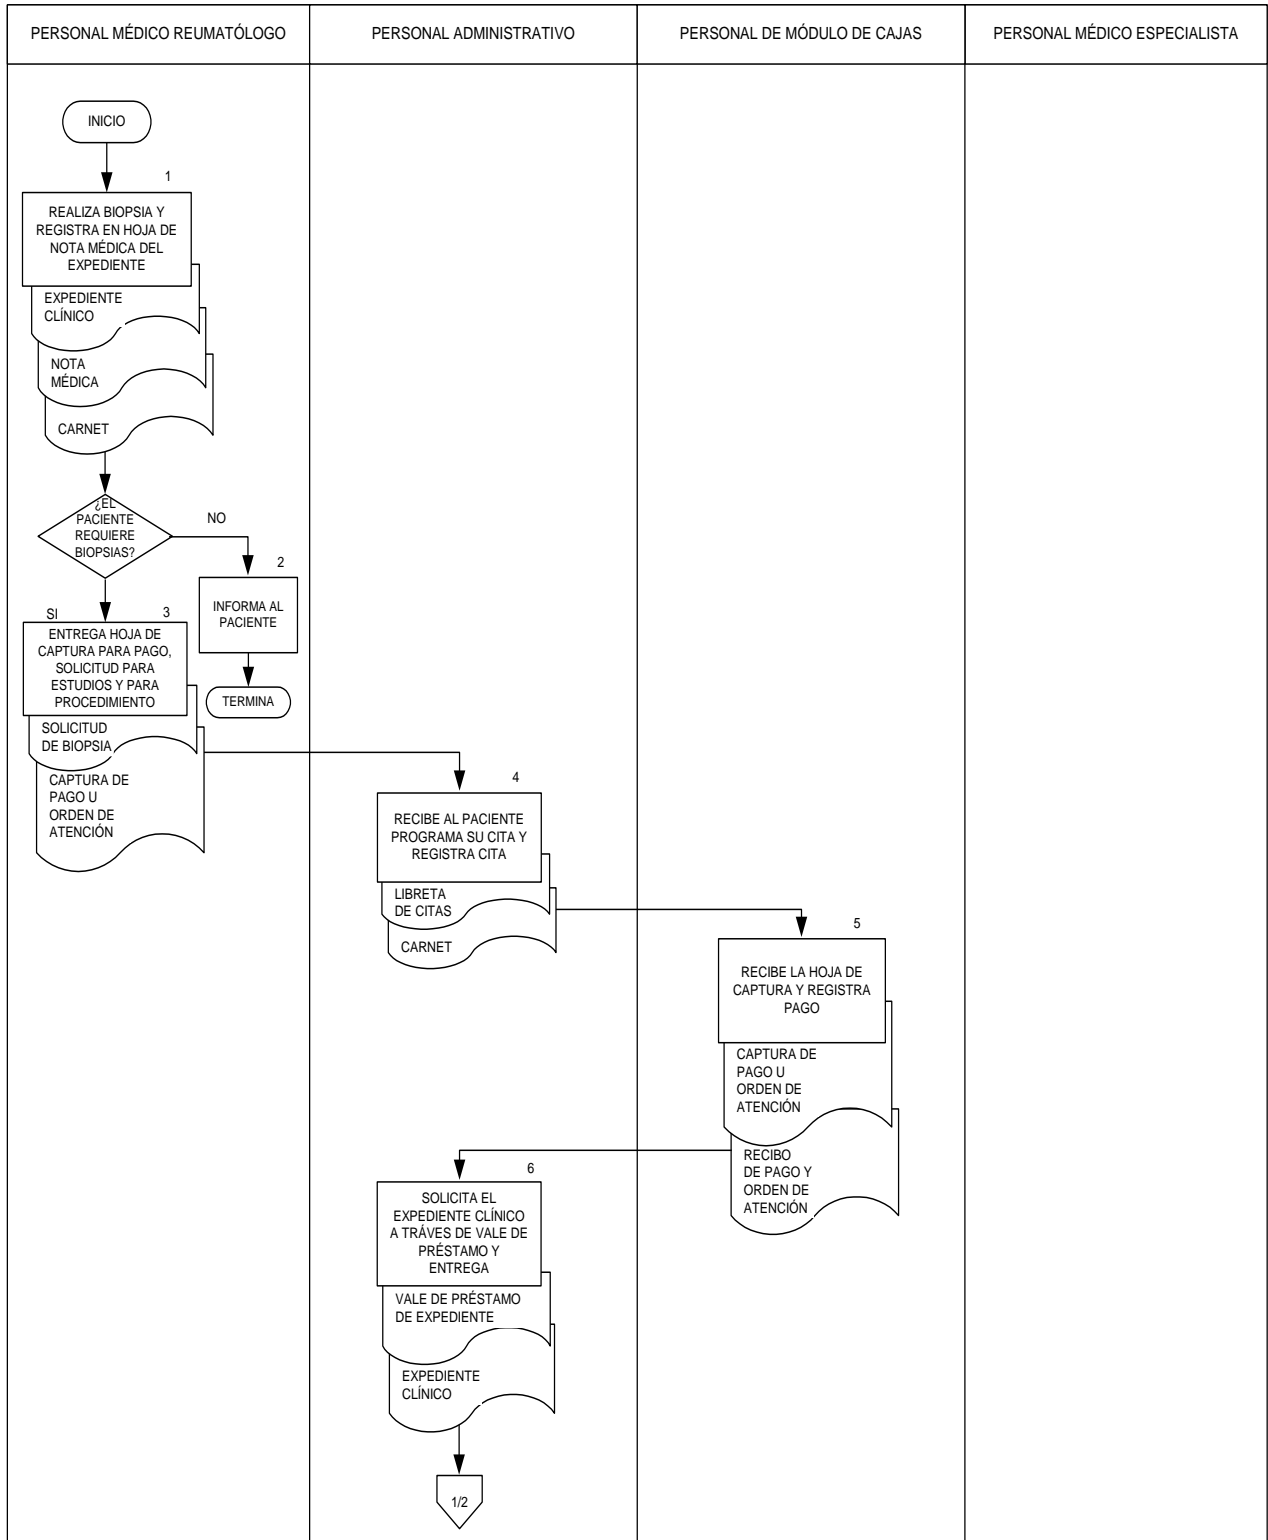 PERSONAL MÉDICO REUMATÓLOGO
PERSONAL ADMINISTRATIVO
PERSONAL DE MÓDULO DE CAJAS
PERSONAL MÉDICO ESPECIALISTA
INICIO
1
REALIZA BIOPSIA Y
REGISTRA EN HOJA DE
NOTA MÉDICA DEL
EXPEDIENTE
EXPEDIENTE
CLÍNICO
NOTA
MÉDICA
CARNET
¿EL
PACIENTE
REQUIERE
BIOPSIAS?
NO
2
INFORMA AL
PACIENTE
TERMINA
SI
3
ENTREGA HOJA DE
CAPTURA PARA PAGO,
SOLICITUD PARA
ESTUDIOS Y PARA
PROCEDIMIENTO
SOLICITUD
DE BIOPSIA
CAPTURA DE
PAGO U
ORDEN DE
ATENCIÓN
4
RECIBE AL PACIENTE
PROGRAMA SU CITA Y
REGISTRA CITA
LIBRETA
DE CITAS
CARNET
5
RECIBE LA HOJA DE
CAPTURA Y REGISTRA
PAGO
CAPTURA DE
PAGO U
ORDEN DE
ATENCIÓN
RECIBO
DE PAGO Y
ORDEN DE
ATENCIÓN
6
SOLICITA EL
EXPEDIENTE CLÍNICO
A TRÁVES DE VALE DE
PRÉSTAMO Y
ENTREGA
VALE DE PRÉSTAMO
DE EXPEDIENTE
EXPEDIENTE
CLÍNICO
1/2